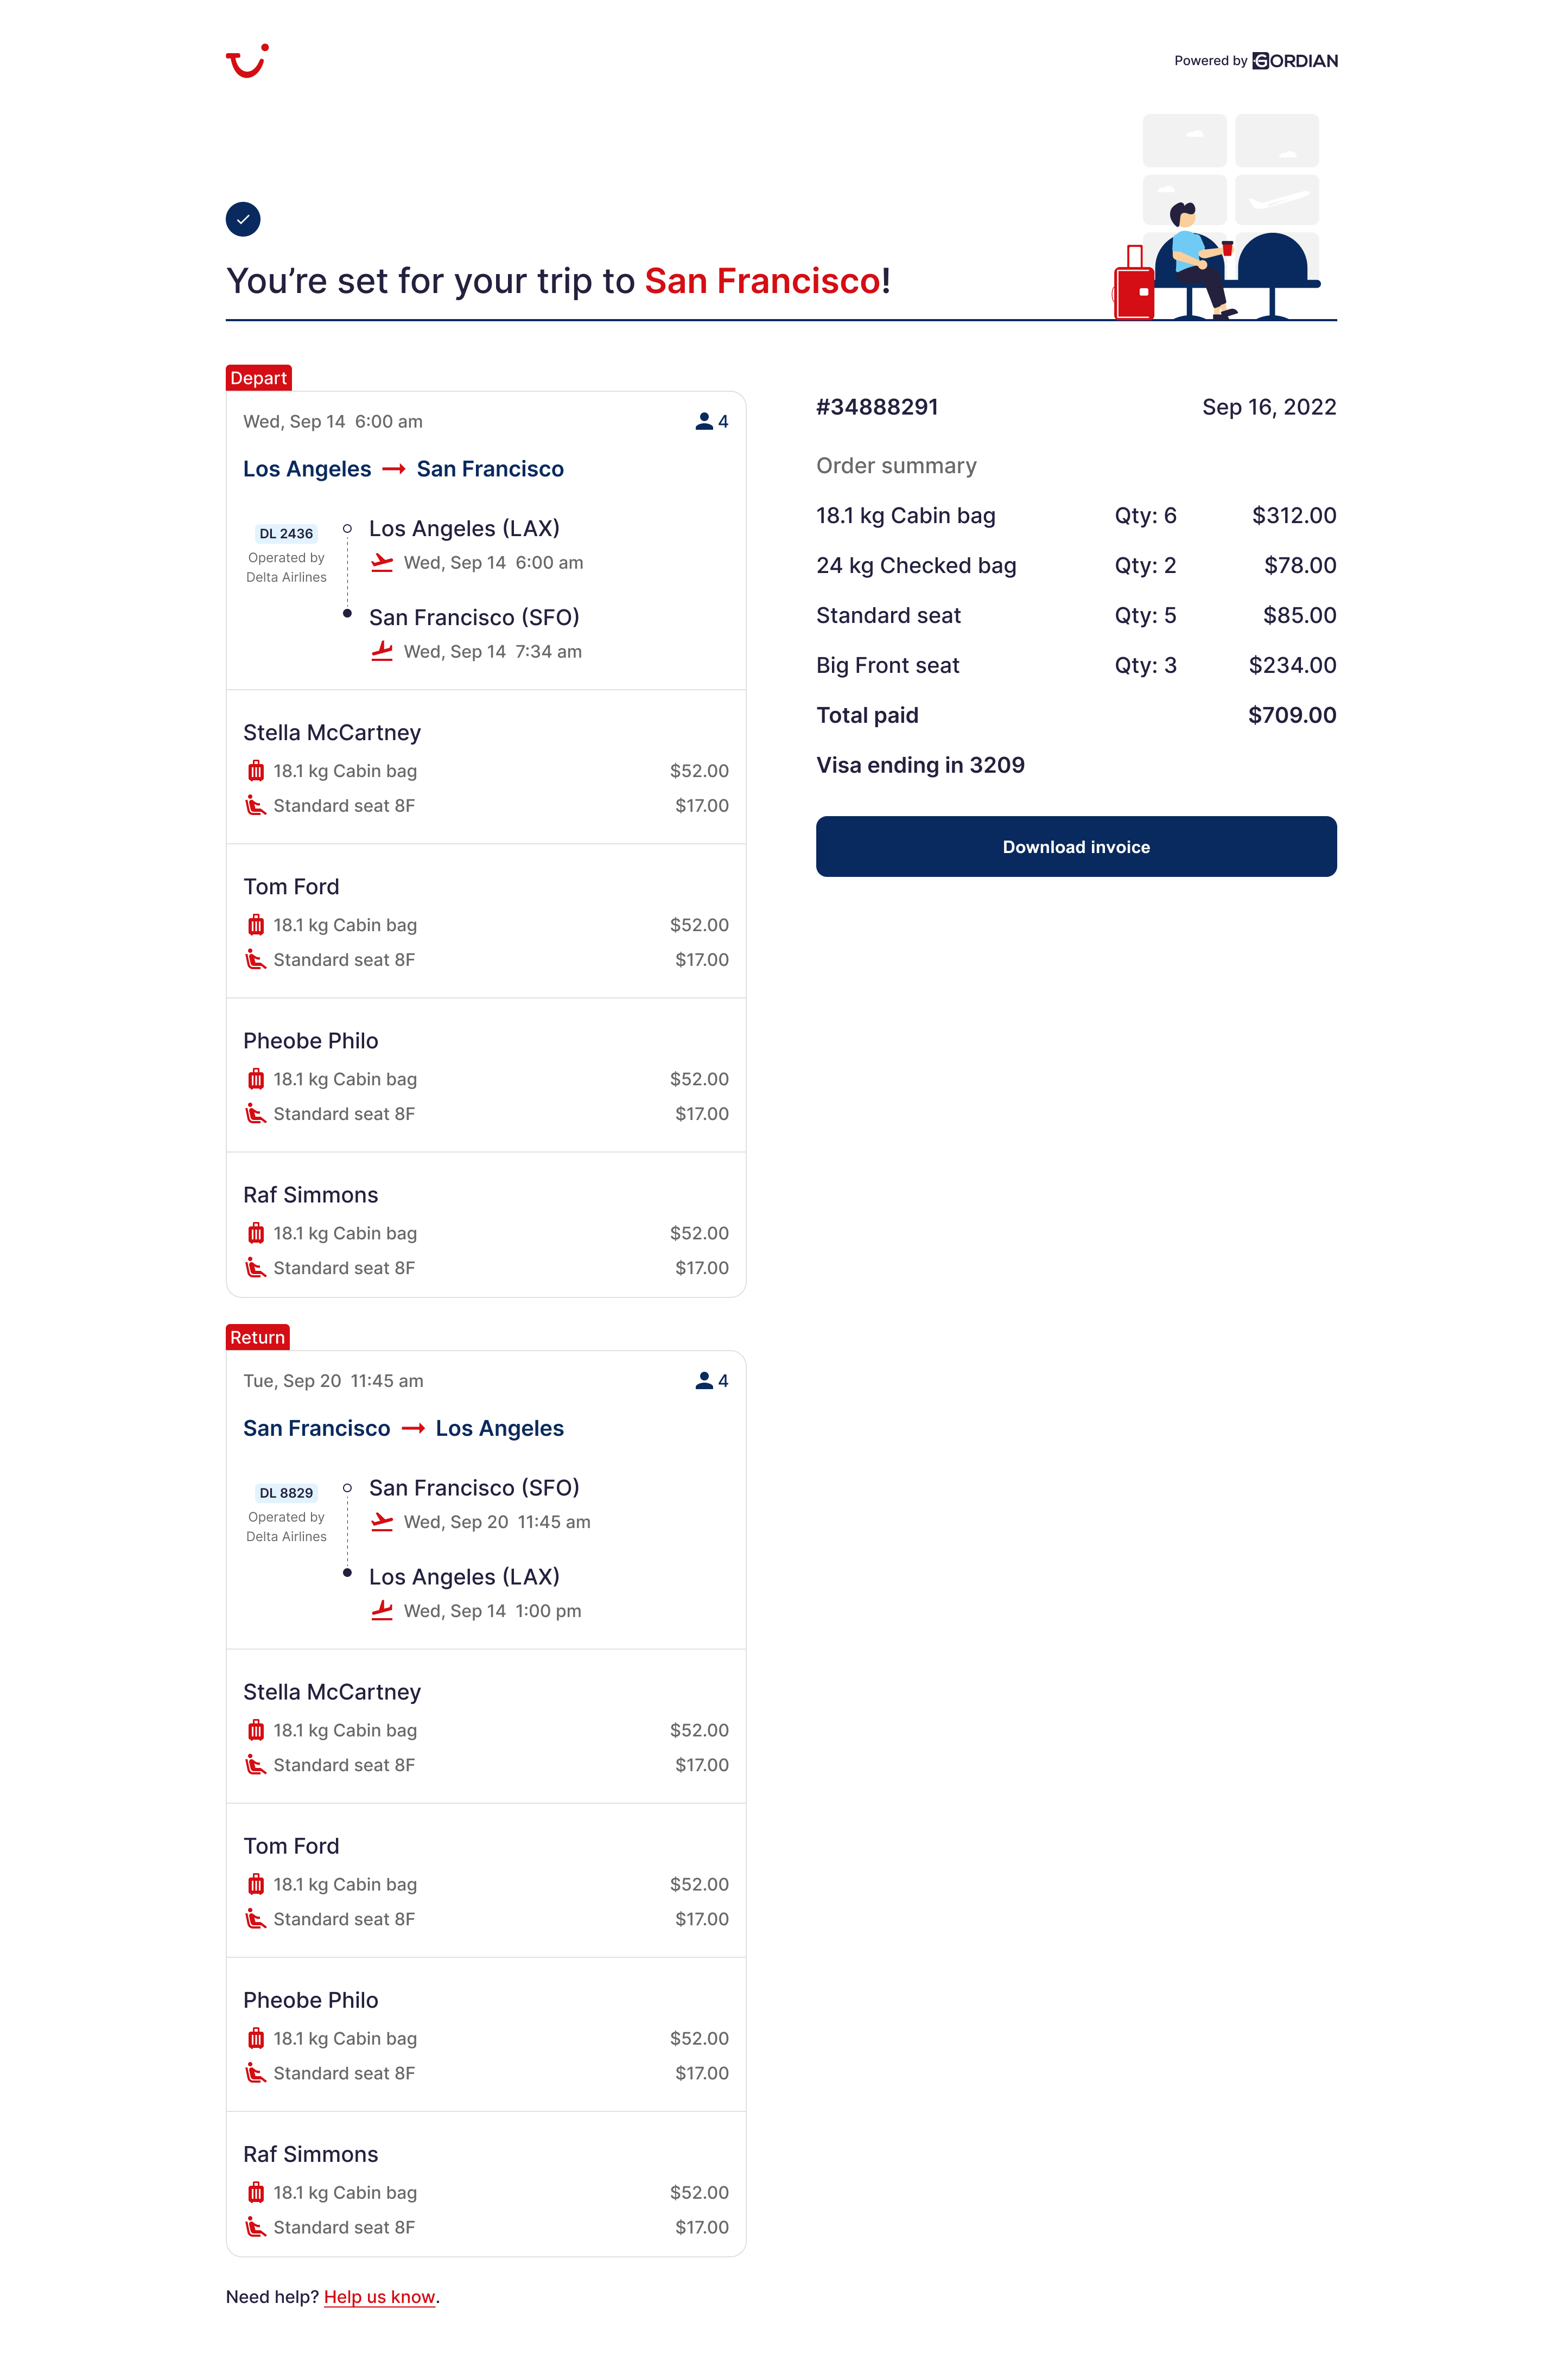 Powered by GORDIAN
You're set for your trip to San Francisco!
Depart
Wed, Sep 14 6:00 am 4
Los Angeles → San Francisco
DL 2436
Operated by
Delta Airlines
Los Angeles (LAX)
Wed, Sep 14 6:00 am
San Francisco (SFO)
Wed, Sep 14 7:34 am
Stella McCartney
18.1 kg Cabin bag $52.00
Standard seat 8F $17.00
Tom Ford
18.1 kg Cabin bag $52.00
Standard seat 8F $17.00
Pheobe Philo
18.1 kg Cabin bag $52.00
Standard seat 8F $17.00
Raf Simmons
18.1 kg Cabin bag $52.00
Standard seat 8F $17.00
Return
Tue, Sep 20 11:45 am 4
San Francisco → Los Angeles
DL 8829
Operated by
Delta Airlines
San Francisco (SFO)
Wed, Sep 20 11:45 am
Los Angeles (LAX)
Wed, Sep 14 1:00 pm
Stella McCartney
18.1 kg Cabin bag $52.00
Standard seat 8F $17.00
Tom Ford
18.1 kg Cabin bag $52.00
Standard seat 8F $17.00
Pheobe Philo
18.1 kg Cabin bag $52.00
Standard seat 8F $17.00
Raf Simmons
18.1 kg Cabin bag $52.00
Standard seat 8F $17.00
#34888291 Sep 16, 2022
Order summary
18.1 kg Cabin bag Qty: 6 $312.00
24 kg Checked bag Qty: 2 $78.00
Standard seat Qty: 5 $85.00
Big Front seat Qty: 3 $234.00
Total paid $709.00
Visa ending in 3209
Download invoice
Need help? Help us know.